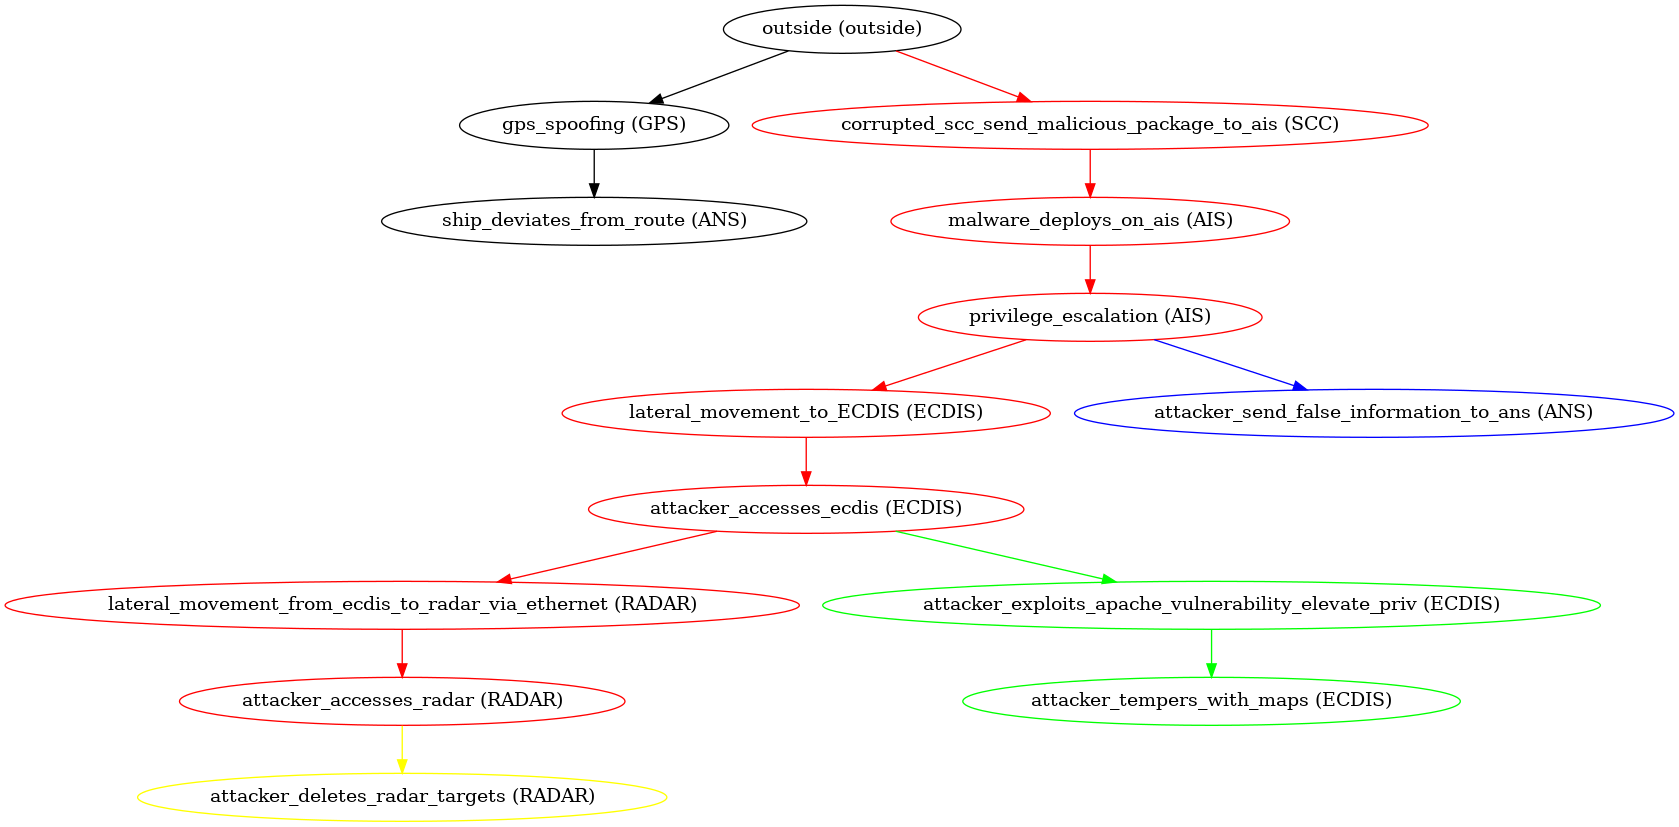 outside (outside)
gps_spoofing (GPS)
corrupted_scc_send_malicious_package_to_ais (SCC)
ship_deviates_from_route (ANS)
malware_deploys_on_ais (AIS)
privilege_escalation (AIS)
lateral_movement_to_ECDIS (ECDIS)
attacker_send_false_information_to_ans (ANS)
attacker_accesses_ecdis (ECDIS)
lateral_movement_from_ecdis_to_radar_via_ethernet (RADAR)
attacker_exploits_apache_vulnerability_elevate_priv (ECDIS)
attacker_accesses_radar (RADAR)
attacker_tempers_with_maps (ECDIS)
attacker_deletes_radar_targets (RADAR)